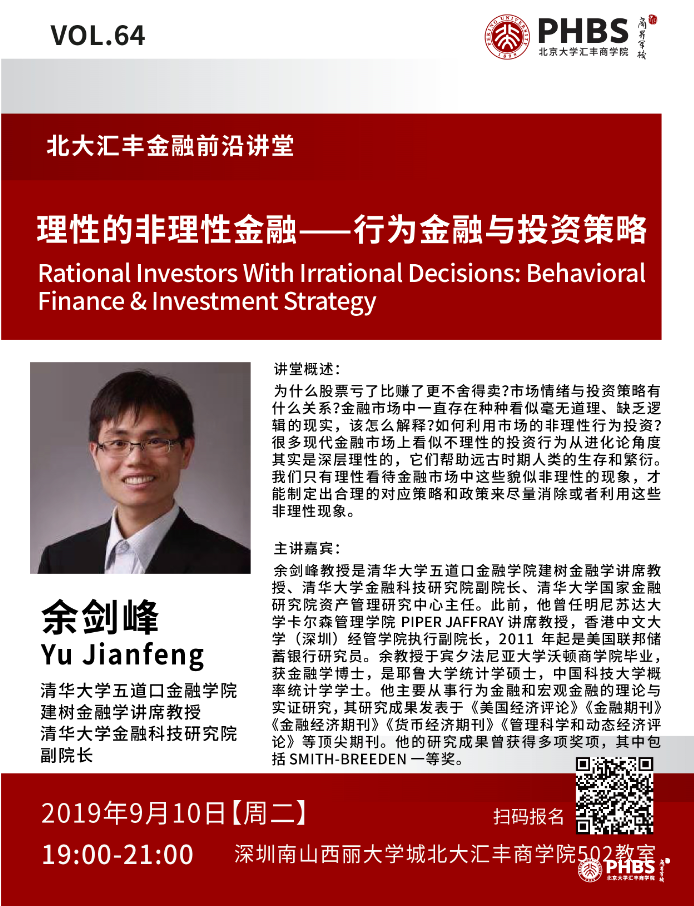 VOL.64
PHBS
北京大学汇丰商学院
北大汇丰金融前沿讲堂
理性的非理性金融——行为金融与投资策略
Rational Investors With Irrational Decisions: Behavioral
Finance & Investment Strategy
讲堂概述：
为什么股票亏了比赚了更不舍得卖?市场情绪与投资策略有
什么关系?金融市场中一直存在种种看似毫无道理、缺乏逻
辑的现实，该怎么解释?如何利用市场的非理性行为投资?
很多现代金融市场上看似不理性的投资行为从进化论角度
其实是深层理性的，它们帮助远古时期人类的生存和繁衍。
我们只有理性看待金融市场中这些貌似非理性的现象，才
能制定出合理的对应策略和政策来尽量消除或者利用这些
非理性现象。
主讲嘉宾：
余剑峰教授是清华大学五道口金融学院建树金融学讲席教
授、清华大学金融科技研究院副院长、清华大学国家金融
研究院资产管理研究中心主任。此前，他曾任明尼苏达大
学卡尔森管理学院 PIPER JAFFRAY 讲席教授，香港中文大
学（深圳）经管学院执行副院长，2011 年起是美国联邦储
蓄银行研究员。余教授于宾夕法尼亚大学沃顿商学院毕业，
获金融学博士，是耶鲁大学统计学硕士，中国科技大学概
率统计学学士。他主要从事行为金融和宏观金融的理论与
实证研究，其研究成果发表于《美国经济评论》《金融期刊》
《金融经济期刊》《货币经济期刊》《管理科学和动态经济评
论》等顶尖期刊。他的研究成果曾获得多项奖项，其中包
括 SMITH-BREEDEN 一等奖。
余剑峰
Yu Jianfeng
清华大学五道口金融学院
建树金融学讲席教授
清华大学金融科技研究院
副院长
2019年9月10日【周二】
扫码报名
19:00-21:00
深圳南山西丽大学城北大汇丰商学院502教室
PHBS
北京大学汇丰商学院